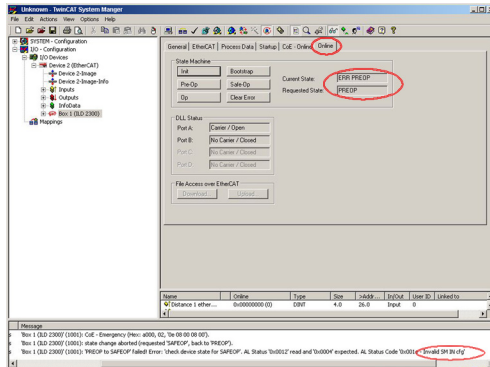 Unknown - TwinCAT System Manger
File Edit Actions View Options Help
SYSTEM - Configuration
I/O - Configuration
I/O Devices
Device 2 (EtherCAT)
Device 2-Image
Device 2-Image-Info
Inputs
Outputs
InfoData
Box 1 (ILD 2300)
Mappings
General EtherCAT Process Data Startup CoE - Online Online
State Machine
Init Bootstrap
Pre-Op Safe-Op
Op Clear Error
Current State: ERR PREOP
Requested State: PREOP
DLL Status
Port A: Carrier / Open
Port B: No Carrier / Closed
Port C: No Carrier / Closed
Port D: No Carrier / Closed
File Access over EtherCAT
Download... Upload...
Name Online Type Size >Addr... In/Out User ID Linked to
Distance 1 ether... 0x00000000 (0) DINT 4.0 26.0 Input 0
Message
s 'Box 1 (ILD 2300)' (1001): CoE - Emergency (Hex: a000, 02, '0e 08 00 08 00').
s 'Box 1 (ILD 2300)' (1001): state change aborted (requested 'SAFEOP', back to 'PREOP').
s 'Box 1 (ILD 2300)' (1001): 'PREOP to SAFEOP' failed! Error: 'check device state for SAFEOP'. AL Status '0x0012' read and '0x0004' expected. AL Status Code '0x001e - Invalid SM IN cfg'